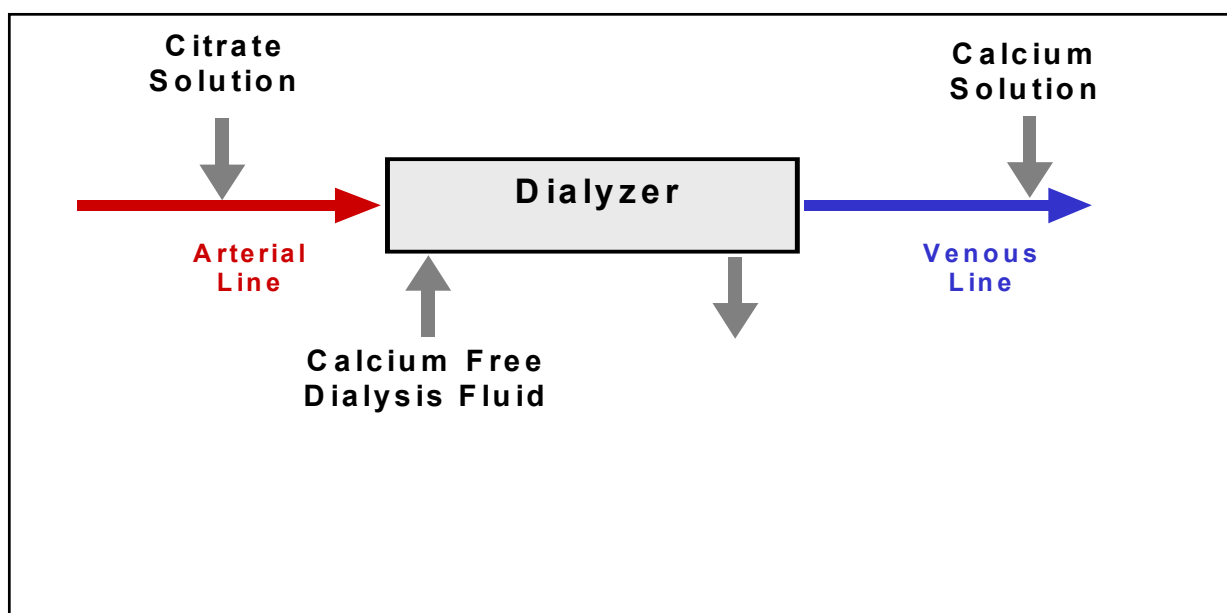 Citrate
Solution
Calcium
Solution
Dialyzer
Arterial
Line
Venous
Line
Calcium Free
Dialysis Fluid